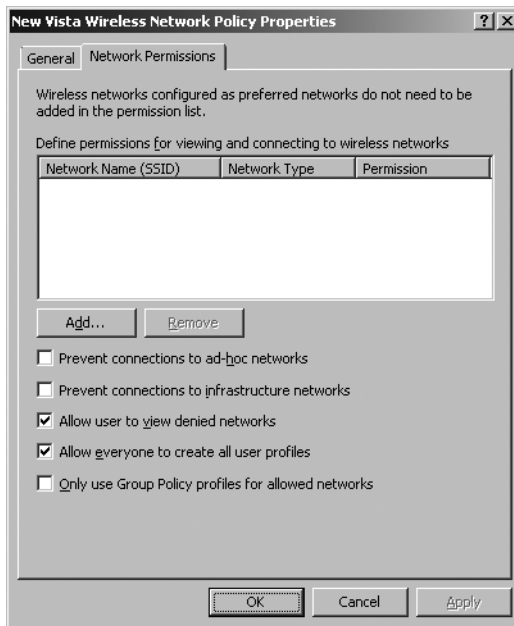 New Vista Wireless Network Policy Properties
General
Network Permissions
Wireless networks configured as preferred networks do not need to be
added in the permission list.
Define permissions for viewing and connecting to wireless networks
Network Name (SSID)
Network Type
Permission
Add...
Remove
Prevent connections to ad-hoc networks
Prevent connections to infrastructure networks
Allow user to view denied networks
Allow everyone to create all user profiles
Only use Group Policy profiles for allowed networks
OK
Cancel
Apply